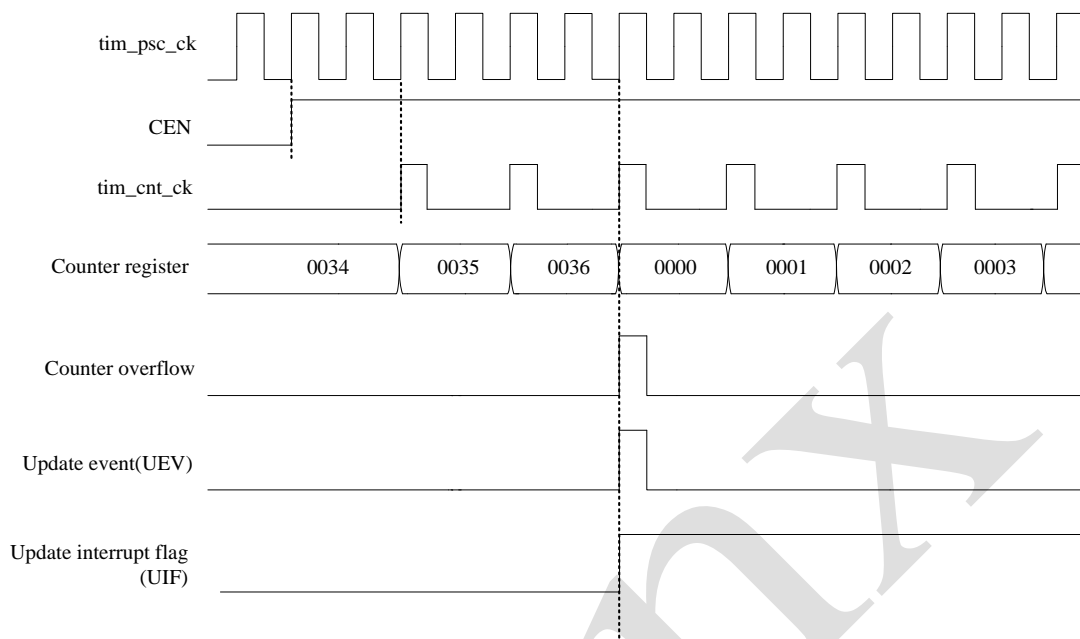 tim_psc_ck
CEN
tim_cnt_ck
Counter register
0034 0035 0036 0000 0001 0002 0003
Counter overflow
Update event(UEV)
Update interrupt flag
(UIF)